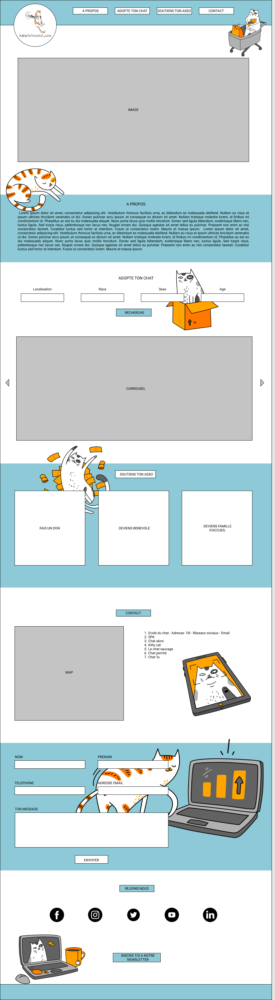 A PROPOS
ADOPTE TON CHAT
SOUTIENS TON ASSO
CONTACT
Adoptetonchat.com
IMAGE
A PROPOS
Lorem ipsum dolor sit amet, consectetur adipiscing elit. Vestibulum rhoncus facilisis urna, ac bibendum ex malesuada eleifend. Nullam eu risus et
ipsum ultrices tincidunt venenatis ut dui. Donec pulvinar arcu ipsum, et consequat ex dictum sit amet. Nullam tristique molestie lorem, id finibus mi
condimentum id. Phasellus ac est eu dui malesuada aliquet. Nunc porta lacus quis mollis tincidunt. Donec sed ligula bibendum, scelerisque libero nec,
luctus ligula. Sed turpis risus, pellentesque nec lacus nec, feugiat ornare dui. Quisque egestas sit amet tellus eu pulvinar. Praesent non enim ac nisi
consectetur laoreet. Curabitur luctus sed tortor at interdum. Fusce ut consectetur lorem. Mauris et massa ipsum. Lorem ipsum dolor sit amet,
consectetur adipiscing elit. Vestibulum rhoncus facilisis urna, ac bibendum ex malesuada eleifend. Nullam eu risus et ipsum ultrices tincidunt venenatis
ut dui. Donec pulvinar arcu ipsum, et consequat ex dictum sit amet. Nullam tristique molestie lorem, id finibus mi condimentum id. Phasellus ac est eu
dui malesuada aliquet. Nunc porta lacus quis mollis tincidunt. Donec sed ligula bibendum, scelerisque libero nec, luctus ligula. Sed turpis risus,
pellentesque nec lacus nec, feugiat ornare dui. Quisque egestas sit amet tellus eu pulvinar. Praesent non enim ac nisi consectetur laoreet. Curabitur
luctus sed tortor at interdum. Fusce ut consectetur lorem. Mauris et massa ipsum.
ADOPTE TON CHAT
Localisation
Race
Sexe
Age
RECHERCHE
CARROUSEL
SOUTIENS TON ASSO
FAIS UN DON
DEVIENS BENEVOLE
DEVIENS FAMILLE
D'ACCUEIL
CONTACT
MAP
1. Ecole du chat - Adresse- Tél - Réseaux sociaux - Email
2. SPA
3. Chat alors
4. Kitty cat
5. Le chat sauvage
6. Chat perché
7. Chat 'lu
NOM
PRENOM
TELEPHONE
ADRESSE EMAIL
TON MESSAGE
%
ENVOYER
REJOINS NOUS
INSCRIS TOI A NOTRE
NEWSLETTER